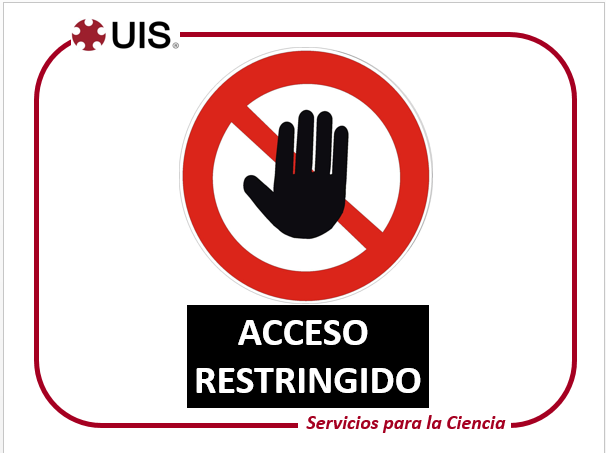 UIS®
ACCESO
RESTRINGIDO
Servicios para la Ciencia